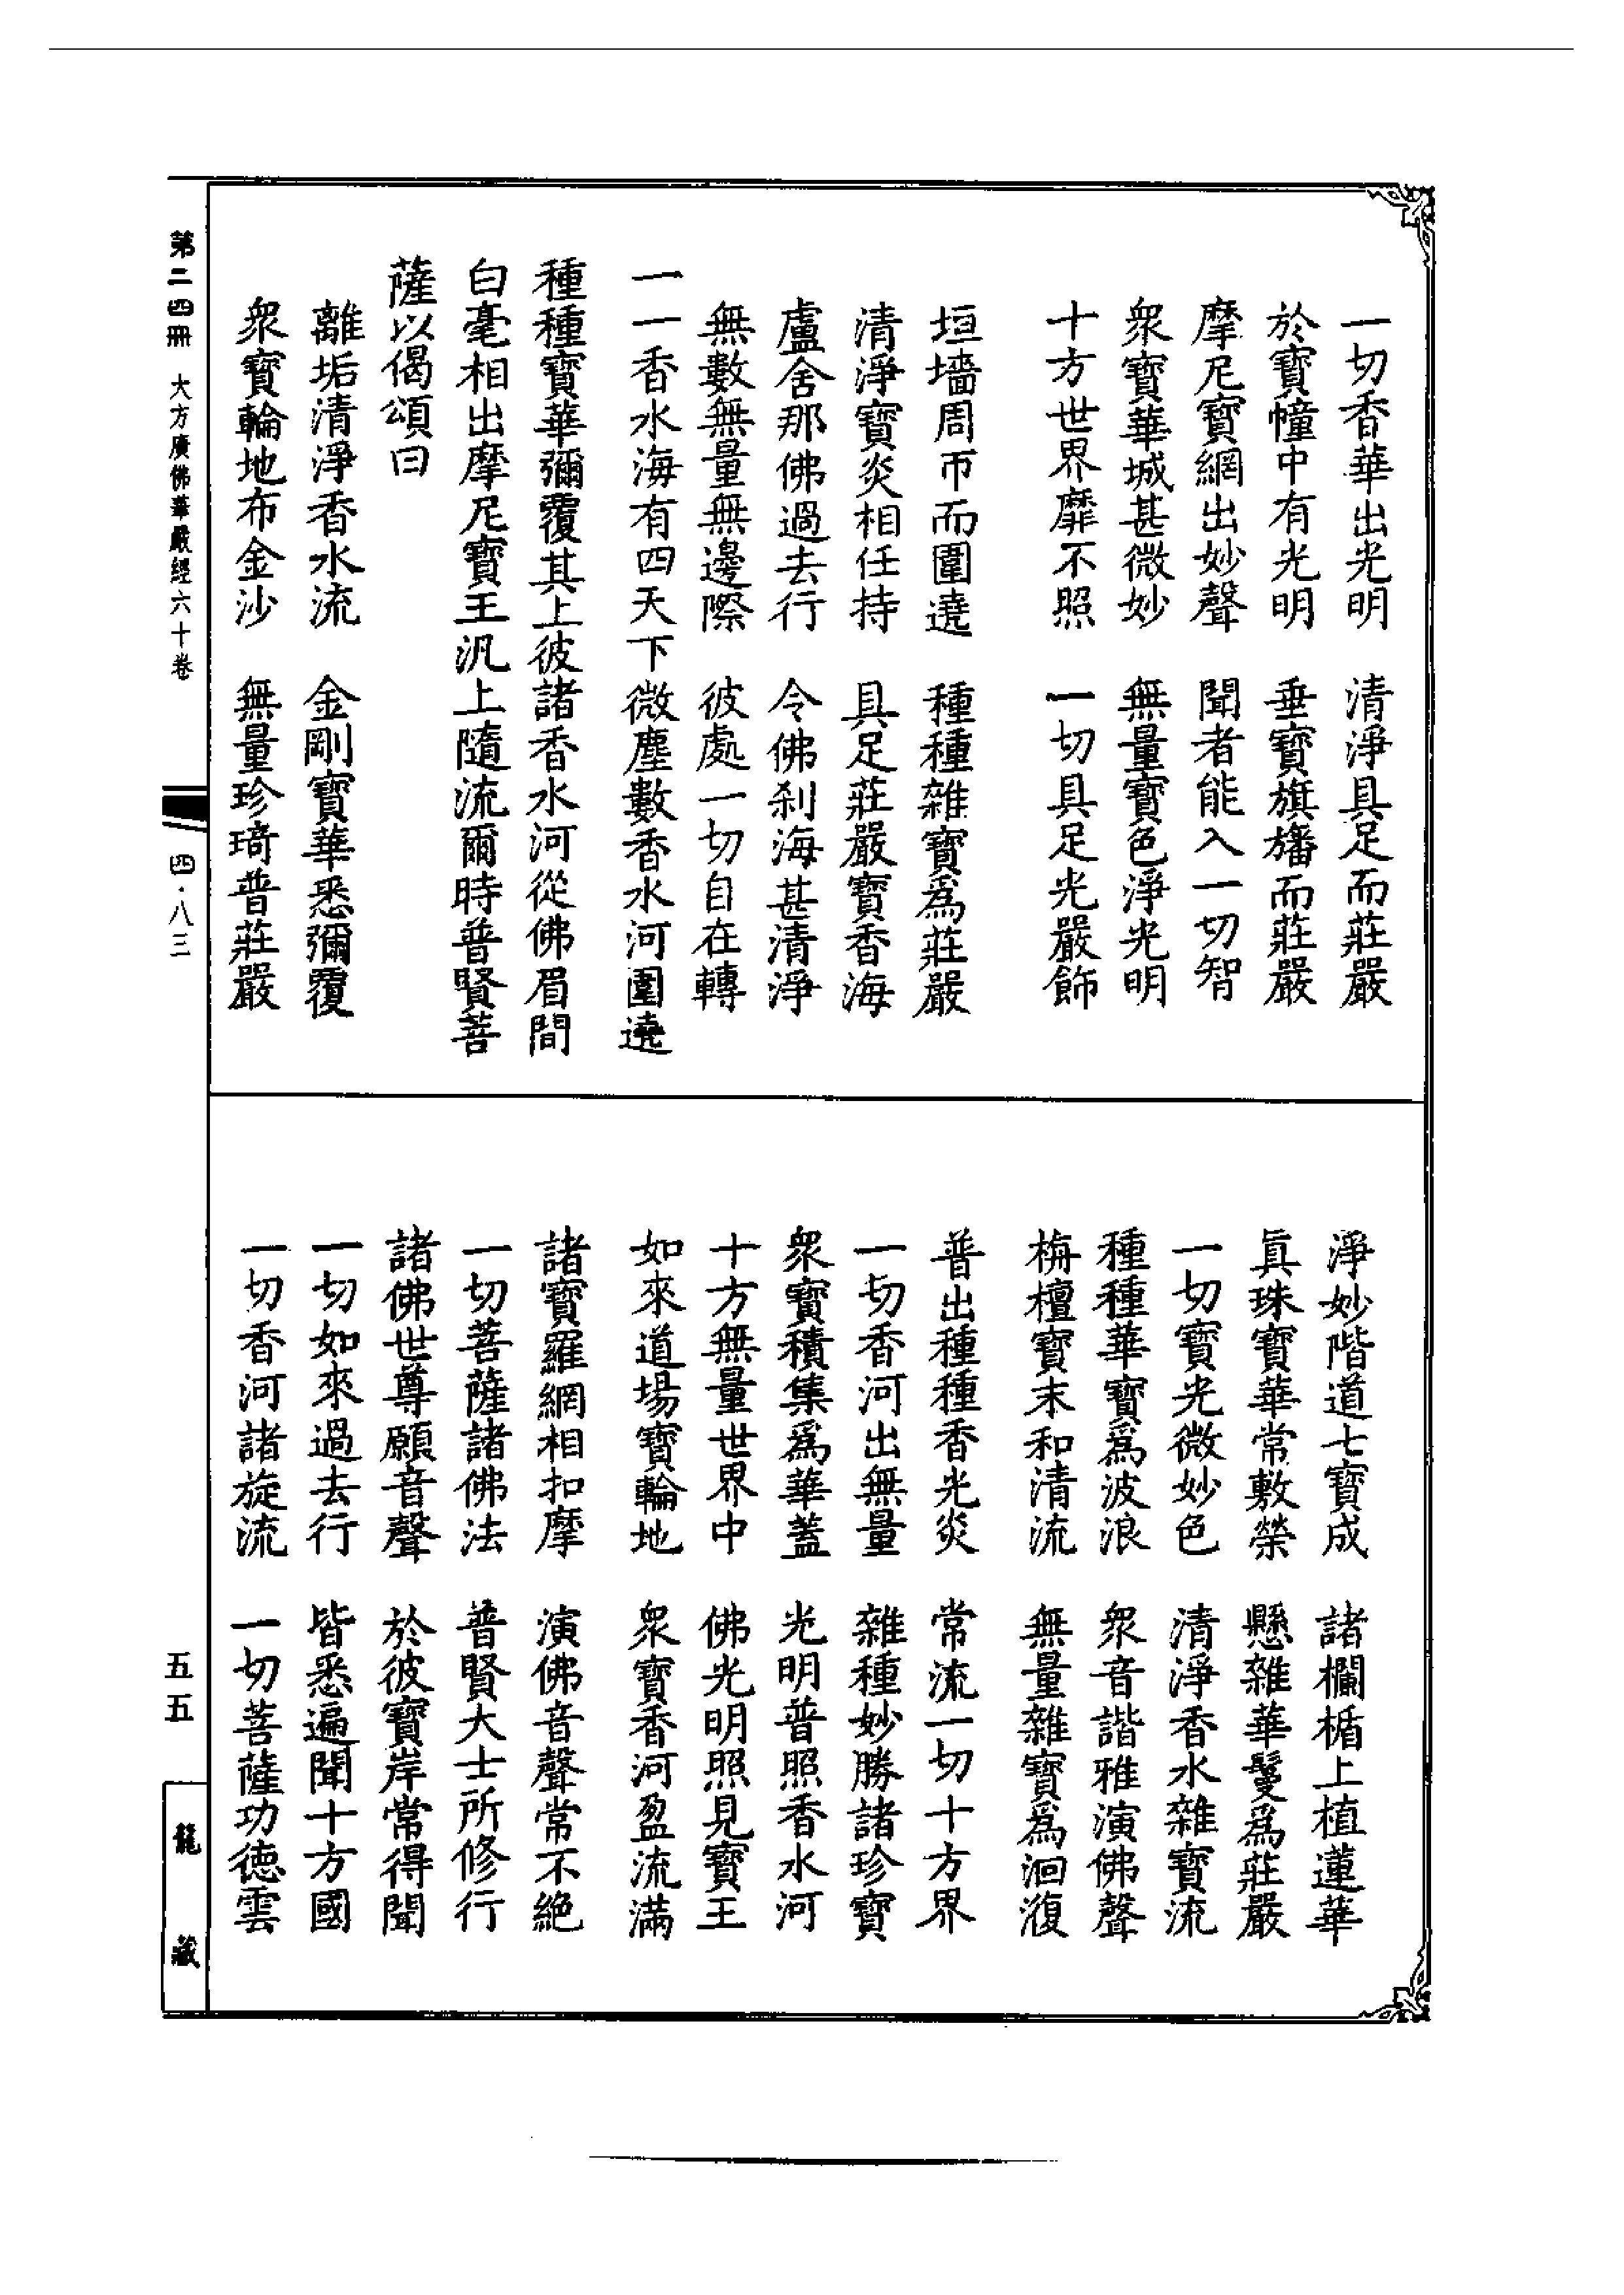 一切香華出光明　清淨具足而莊嚴
於寶幢中有光明　垂寶旗旛而莊嚴
摩尼寶網出妙聲　聞者能入一切智
衆寶華城甚微妙　無量寶色淨光明
十方世界靡不照　一切具足光嚴飾
垣墻周帀而圍遶　種種雜寶爲莊嚴
清淨寶炎相任持　具足莊嚴寶香海
盧舍那佛過去行　令佛刹海甚清淨
無數無量無邊際　彼處一切自在轉
一一香水海有四天下微塵數香水河圍遶
種種寶華彌覆其上彼諸香水河從佛眉間
白毫相出摩尼寶王汎上隨流爾時普賢菩
薩以偈頌曰
離垢清淨香水流　金剛寶華悉彌覆
衆寶輪地布金沙　無量珍琦普莊嚴
淨妙階道七寶成　諸欄楯上植蓮華
眞珠寶華常敷榮　懸雜華鬘爲莊嚴
一切寶光微妙色　清淨香水雜寶流
種種華寶爲波浪　衆音諧雅演佛聲
栴檀寶末和清流　無量雜寶爲洄澓
普出種種香光炎　常流一切十方界
一切香河出無量　雜種妙勝諸珍寶
衆寶積集爲華蓋　光明普照香水河
十方無量世界中　佛光明照見寶王
如來道場寶輪地　衆寶香河盈流滿
諸寶羅網相扣摩　演佛音聲常不絶
一切菩薩諸佛法　普賢大士所修行
諸佛世尊願音聲　於彼寶岸常得聞
一切如來過去行　皆悉遍聞十方國
一切香河諸旋流　一切菩薩功德雲
第二四冊　大方廣佛華嚴經六十卷　四·八三
五五
龍藏